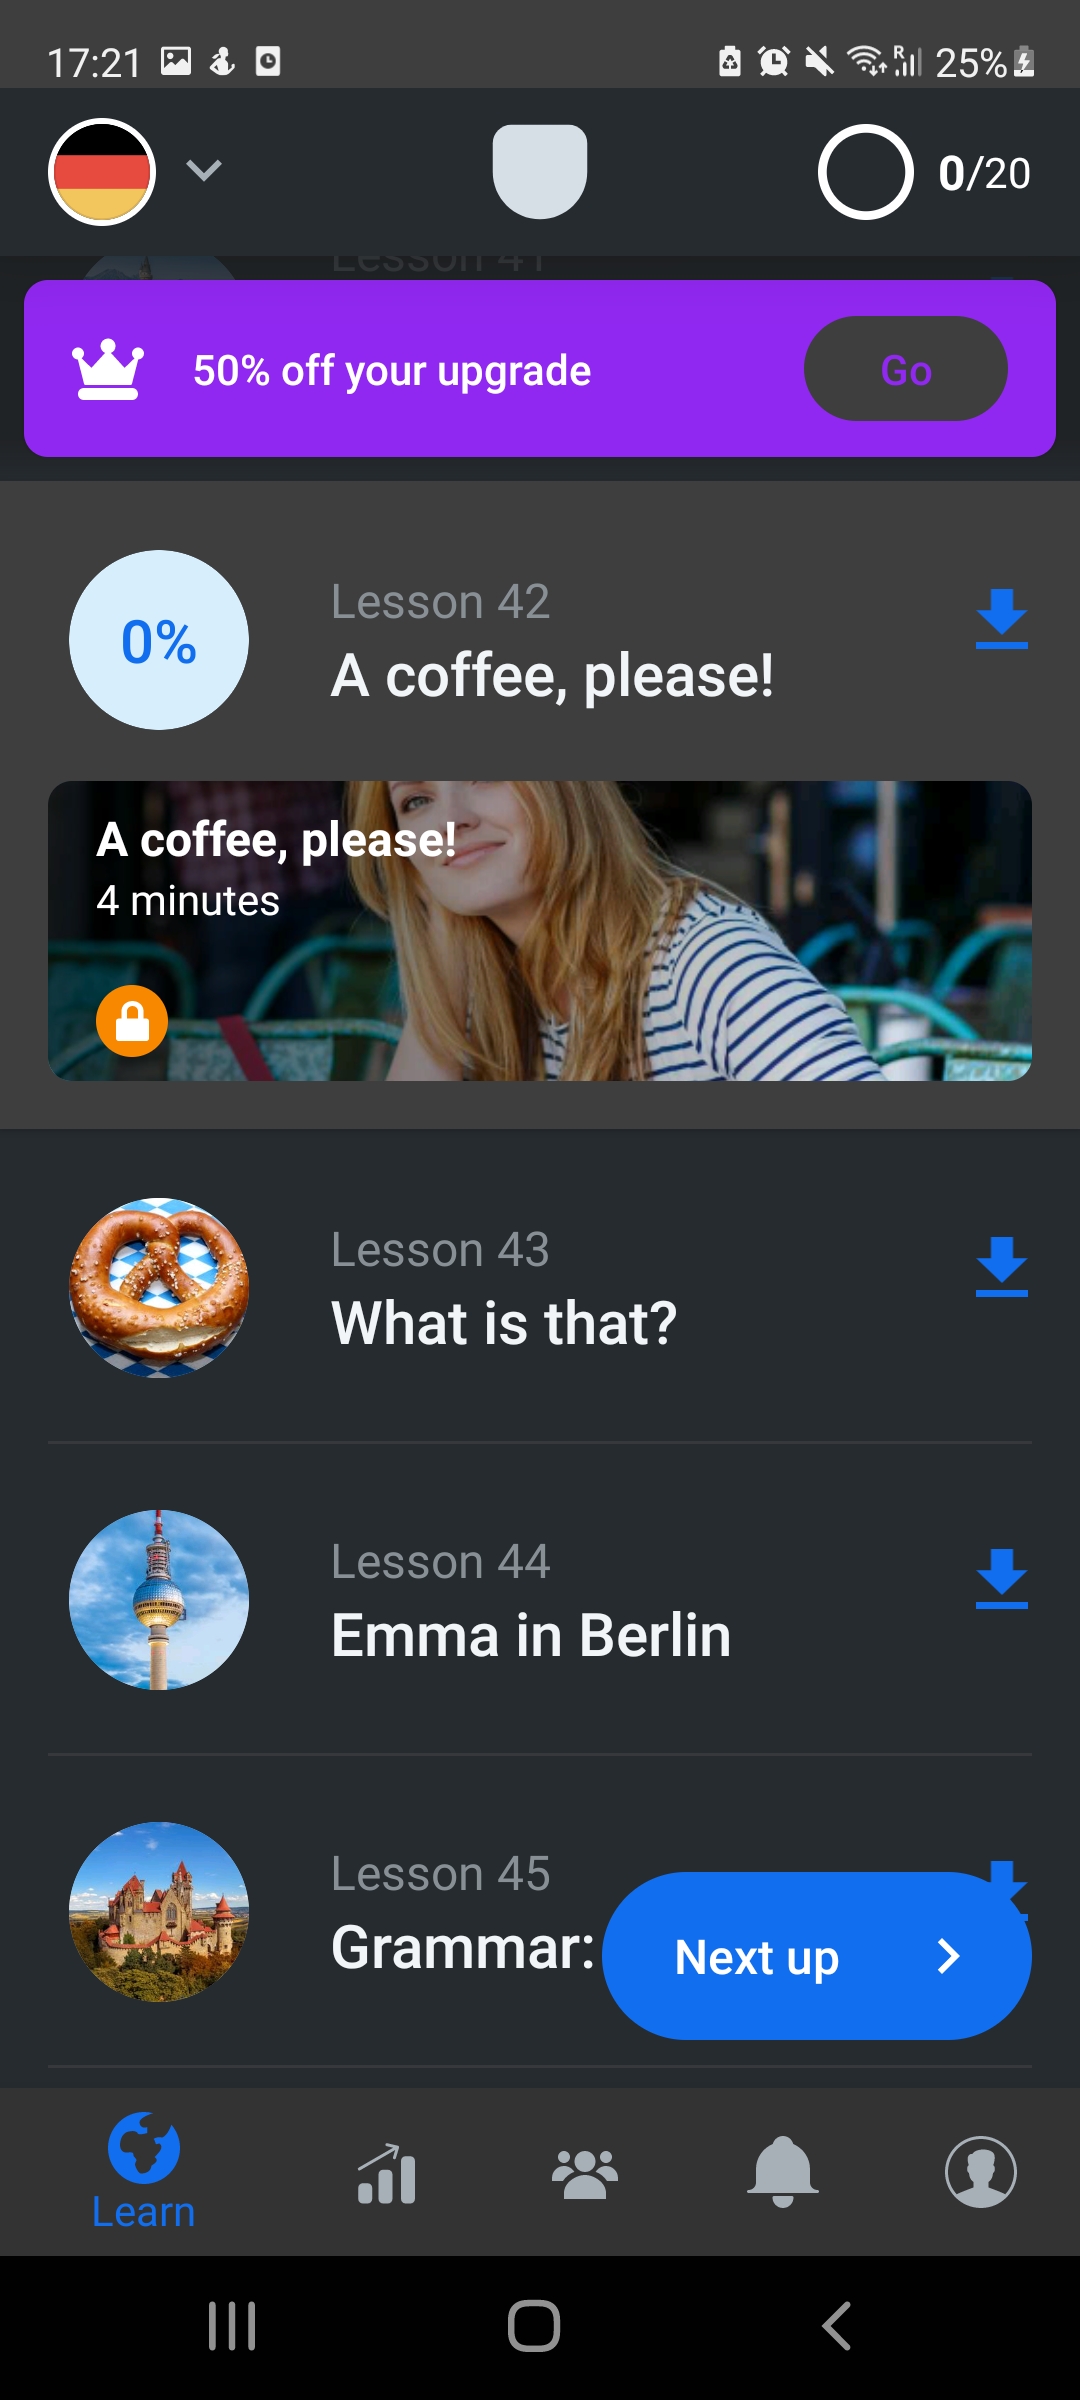 17:21
25%
0/20
Lesson 41
50% off your upgrade
Go
0%
Lesson 42
A coffee, please!
A coffee, please!
4 minutes
Lesson 43
What is that?
Lesson 44
Emma in Berlin
Lesson 45
Grammar:
Next up
Learn